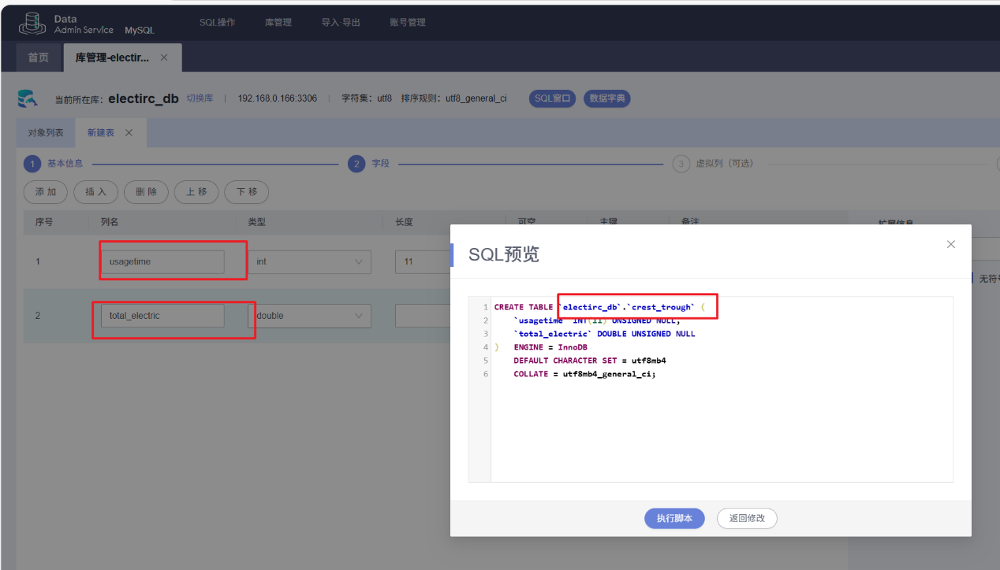 Data
Admin Service MySQL SQL操作 库管理 导入·导出 账号管理
首页 库管理-electir... ×
当前所在库: electirc_db 切换库 | 192.168.0.166:3306 | 字符集: utf8 排序规则: utf8_general_ci SQL窗口 数据字典
对象列表 新建表 ×
1 基本信息 2 字段 3 虚拟列（可选）
添加 插入 删除 上移 下移
序号 列名 类型 长度 可空 主键 备注 扩展信息
1 usagetime int 11 无符号
2 total_electric double
SQL预览 ×
1 CREATE TABLE `electirc_db`.`crest_trough` (
2 `usagetime` INT(11) UNSIGNED NULL,
3 `total_electric` DOUBLE UNSIGNED NULL
4 ) ENGINE = InnoDB
5 DEFAULT CHARACTER SET = utf8mb4
6 COLLATE = utf8mb4_general_ci;
执行脚本 返回修改